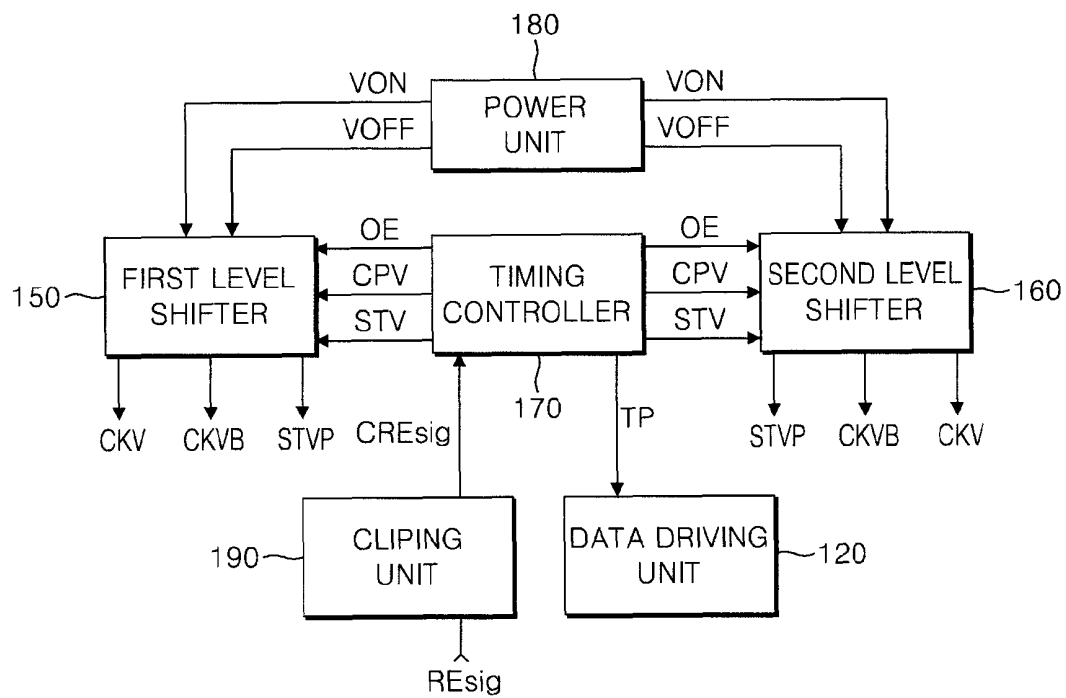 180
VON
POWER
UNIT
VON
VOFF
VOFF
150
FIRST LEVEL
SHIFTER
OE
CPV
STV
TIMING
CONTROLLER
OE
CPV
STV
SECOND LEVEL
SHIFTER
160
170
CKV
CKVB
STVP
CREsig
TP
STVP
CKVB
CKV
190
CLIPING
UNIT
DATA DRIVING
UNIT
120
REsig